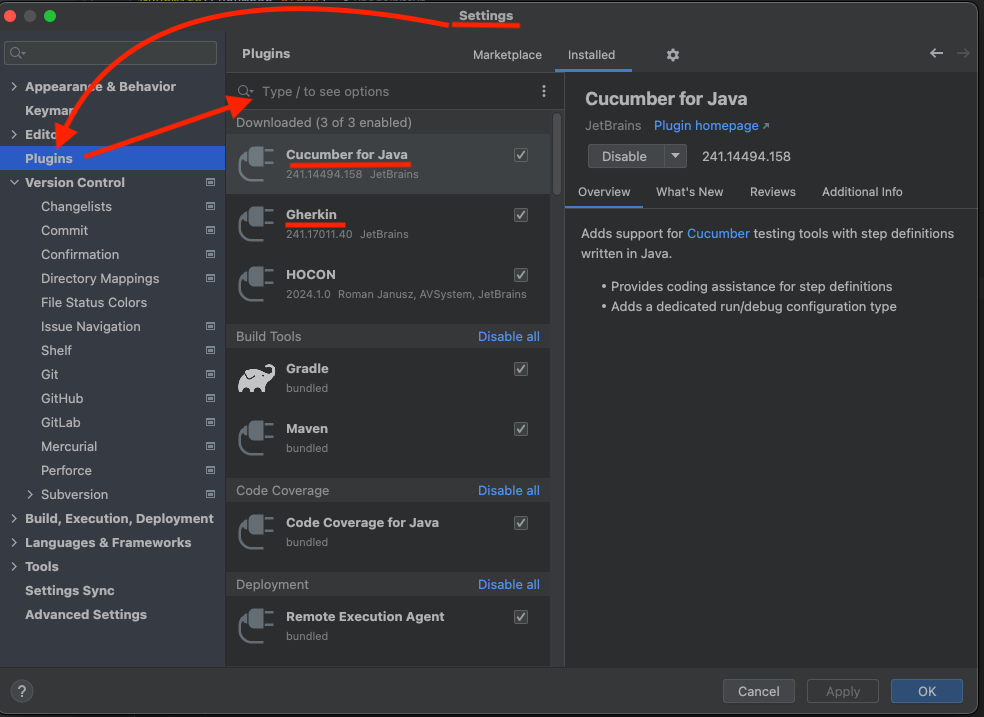 Settings
Plugins
Marketplace
Installed
Type / to see options
Appearance & Behavior
Keymap
Editor
Plugins
Version Control
Changelists
Commit
Confirmation
Directory Mappings
File Status Colors
Issue Navigation
Shelf
Git
GitHub
GitLab
Mercurial
Perforce
Subversion
Build, Execution, Deployment
Languages & Frameworks
Tools
Settings Sync
Advanced Settings
Downloaded (3 of 3 enabled)
Cucumber for Java
241.14494.158 JetBrains
Gherkin
241.17011.40 JetBrains
HOCON
2024.1.0 Roman Janusz, AVSystem, JetBrains
Build Tools Disable all
Gradle
bundled
Maven
bundled
Code Coverage Disable all
Code Coverage for Java
bundled
Deployment Disable all
Remote Execution Agent
bundled
Cucumber for Java
JetBrains Plugin homepage ↗
Disable 241.14494.158
Overview What's New Reviews Additional Info
Adds support for Cucumber testing tools with step definitions
written in Java.
• Provides coding assistance for step definitions
• Adds a dedicated run/debug configuration type
?
Cancel
Apply
OK